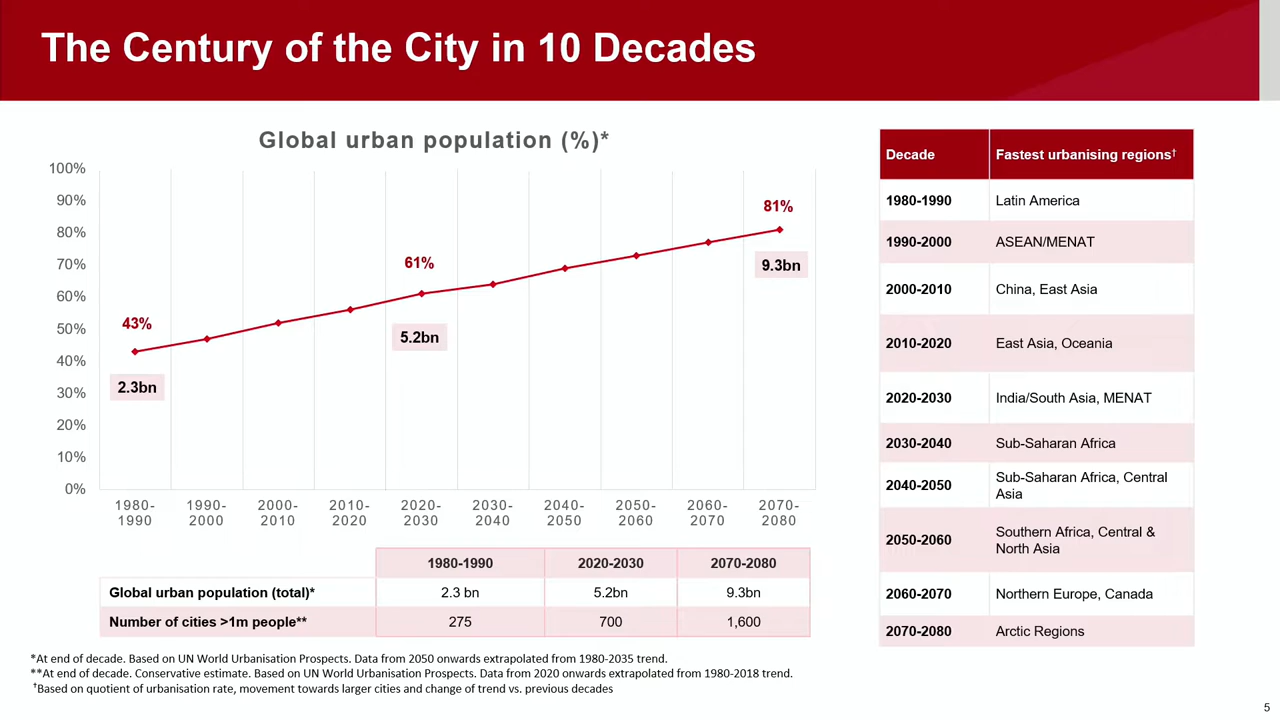 The Century of the City in 10 Decades
Global urban population (%)*
100%
90%
80%
70%
60%
50%
40%
30%
20%
10%
0%
43%
61%
81%
2.3bn
5.2bn
9.3bn
1980-1990
1990-2000
2000-2010
2010-2020
2020-2030
2030-2040
2040-2050
2050-2060
2060-2070
2070-2080
1980-1990 2020-2030 2070-2080
Global urban population (total)* 2.3 bn 5.2bn 9.3bn
Number of cities >1m people** 275 700 1,600
*At end of decade. Based on UN World Urbanisation Prospects. Data from 2050 onwards extrapolated from 1980-2035 trend.
**At end of decade. Conservative estimate. Based on UN World Urbanisation Prospects. Data from 2020 onwards extrapolated from 1980-2018 trend.
†Based on quotient of urbanisation rate, movement towards larger cities and change of trend vs. previous decades
Decade Fastest urbanising regions†
1980-1990 Latin America
1990-2000 ASEAN/MENAT
2000-2010 China, East Asia
2010-2020 East Asia, Oceania
2020-2030 India/South Asia, MENAT
2030-2040 Sub-Saharan Africa
2040-2050 Sub-Saharan Africa, Central
Asia
2050-2060 Southern Africa, Central &
North Asia
2060-2070 Northern Europe, Canada
2070-2080 Arctic Regions
5